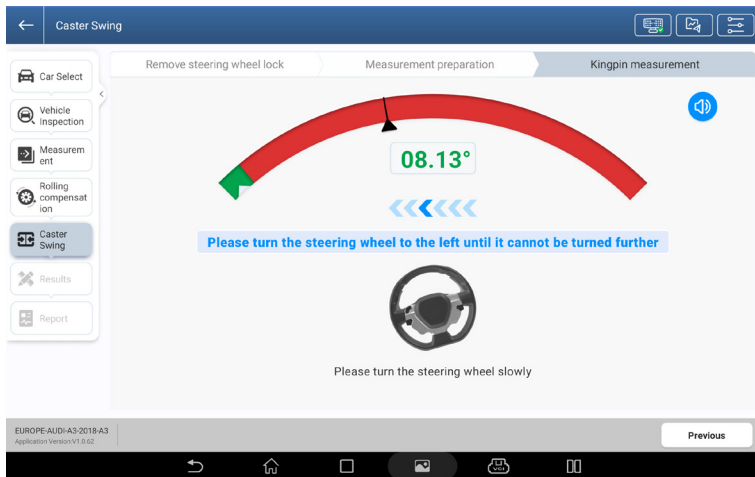 Caster Swing
Car Select
Vehicle
Inspection
Measurem
ent
Rolling
compensat
ion
Caster
Swing
Results
Report
Remove steering wheel lock
Measurement preparation
Kingpin measurement
08.13°
Please turn the steering wheel to the left until it cannot be turned further
Please turn the steering wheel slowly
EUROPE-AUDI-A3-2018-A3
Application Version:V1.0.62
Previous
VCI